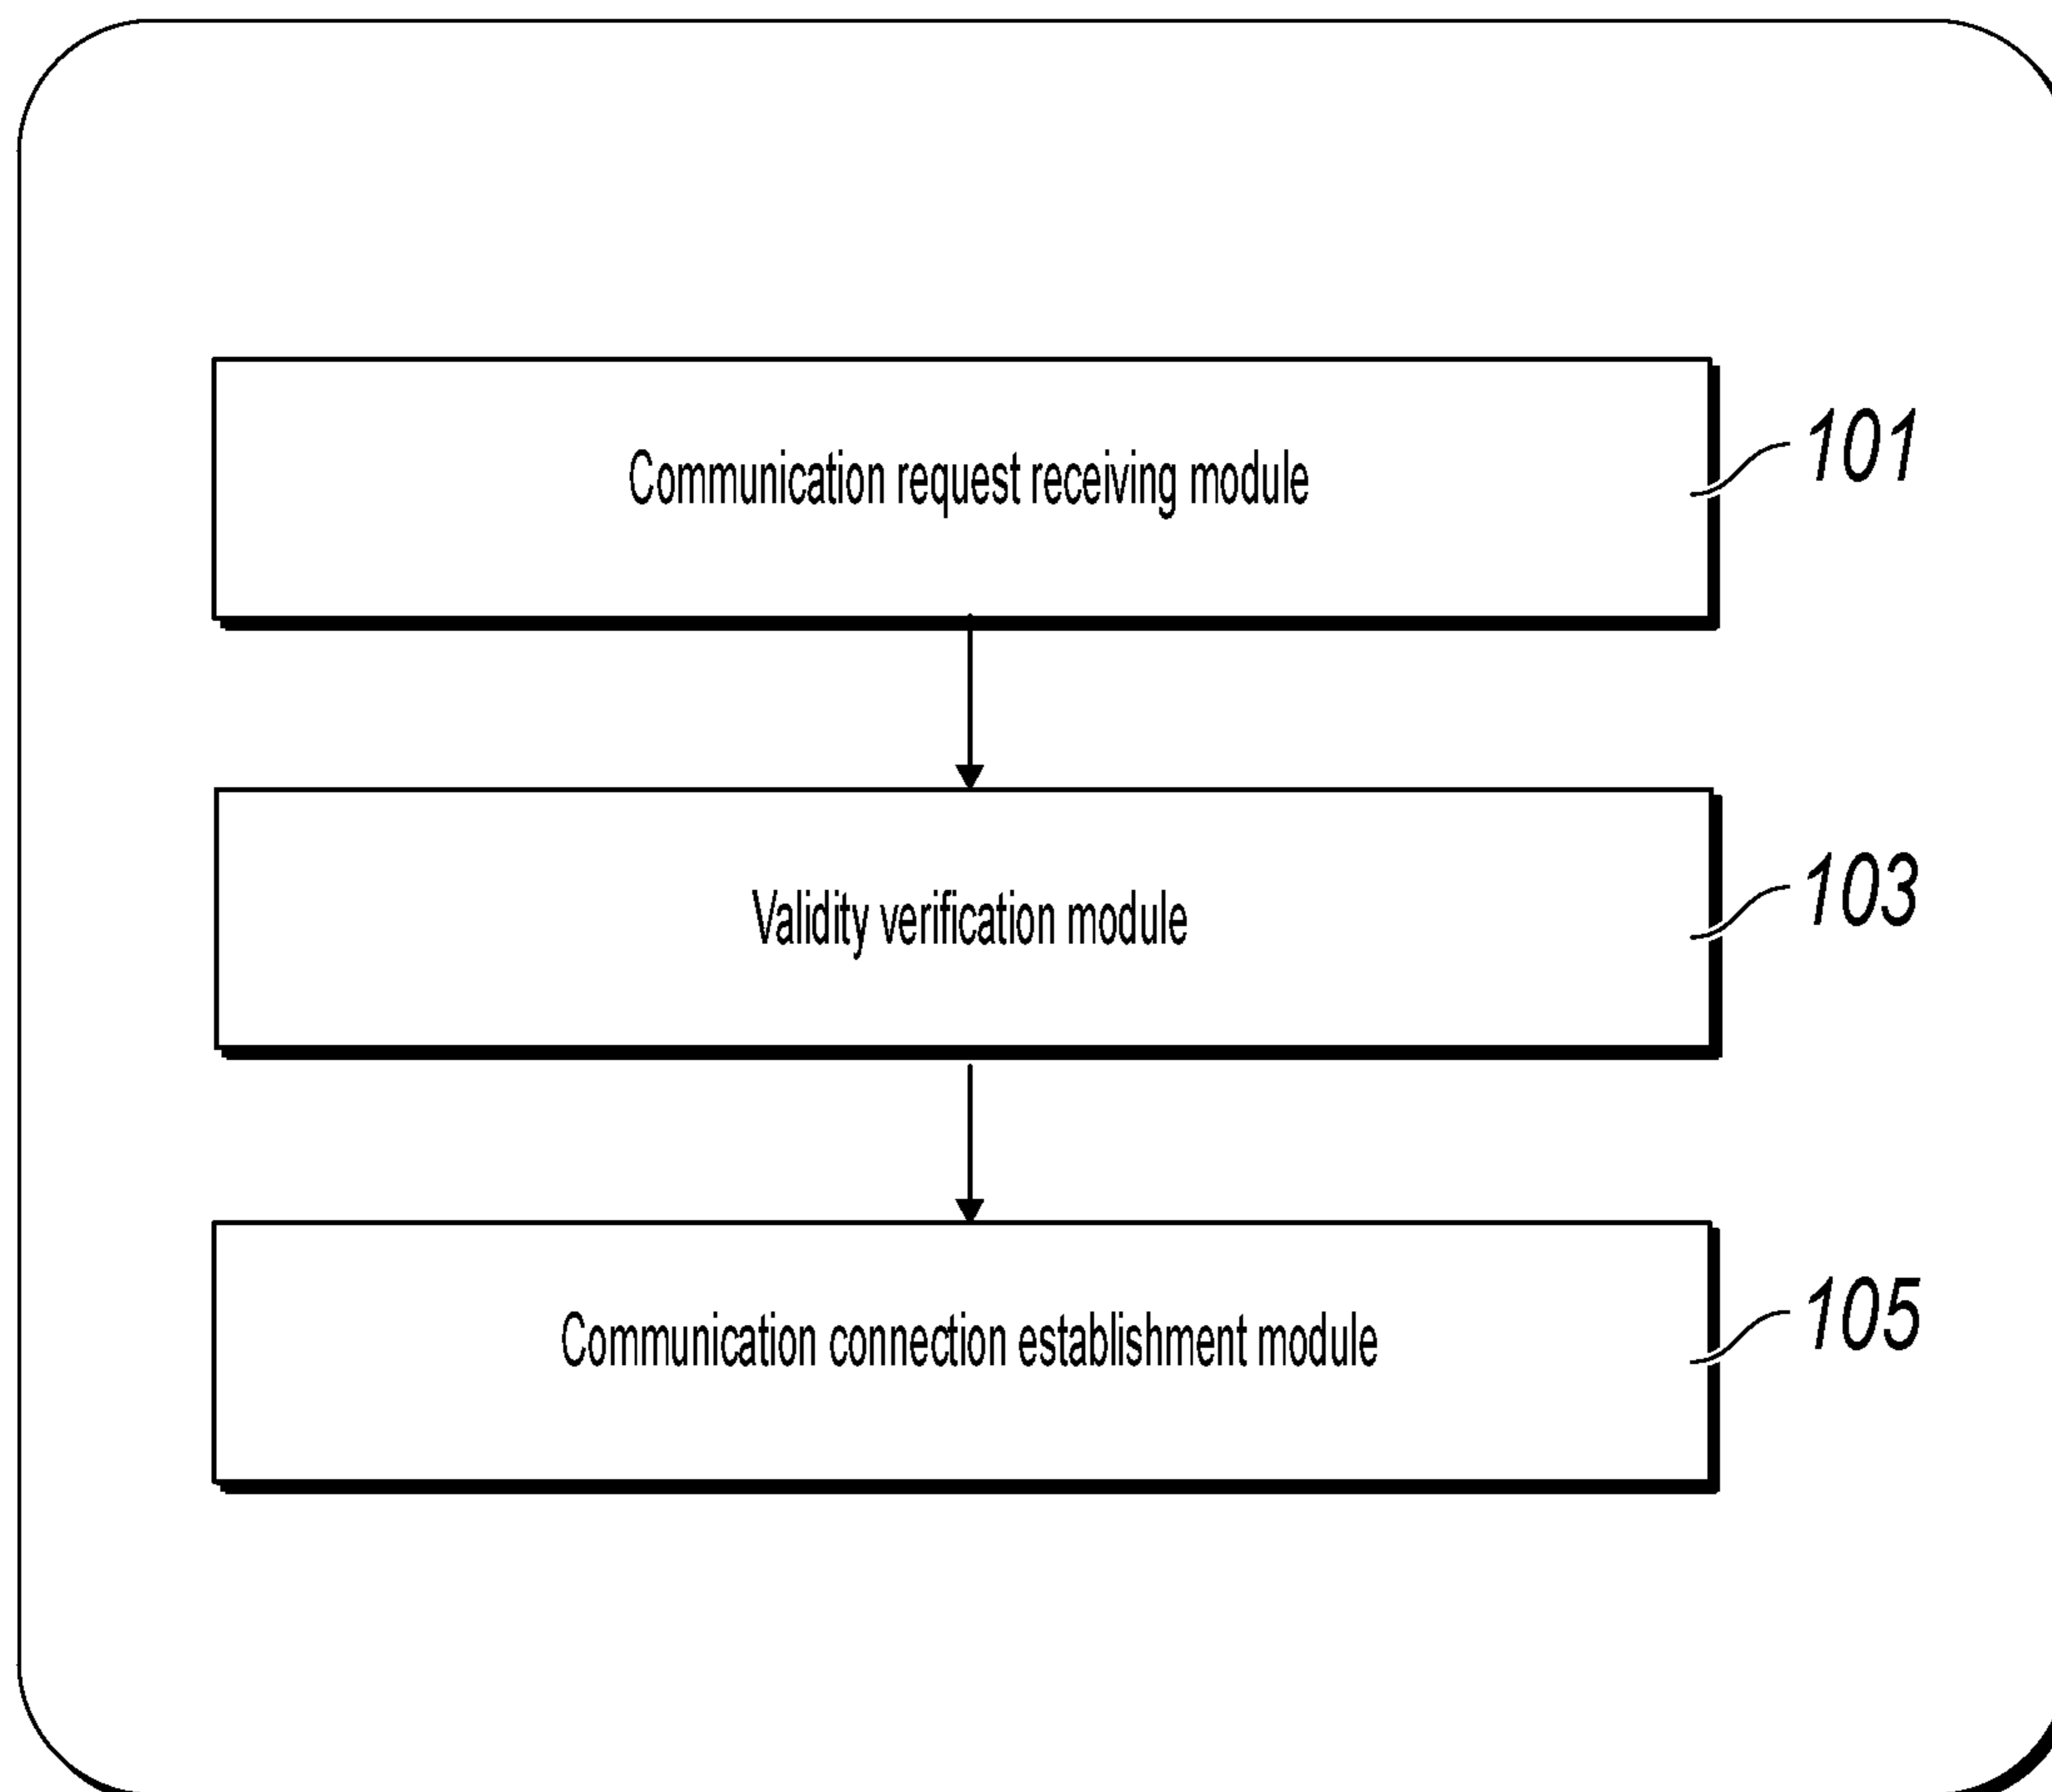 Communication request receiving module
101
Validity verification module
103
Communication connection establishment module
105